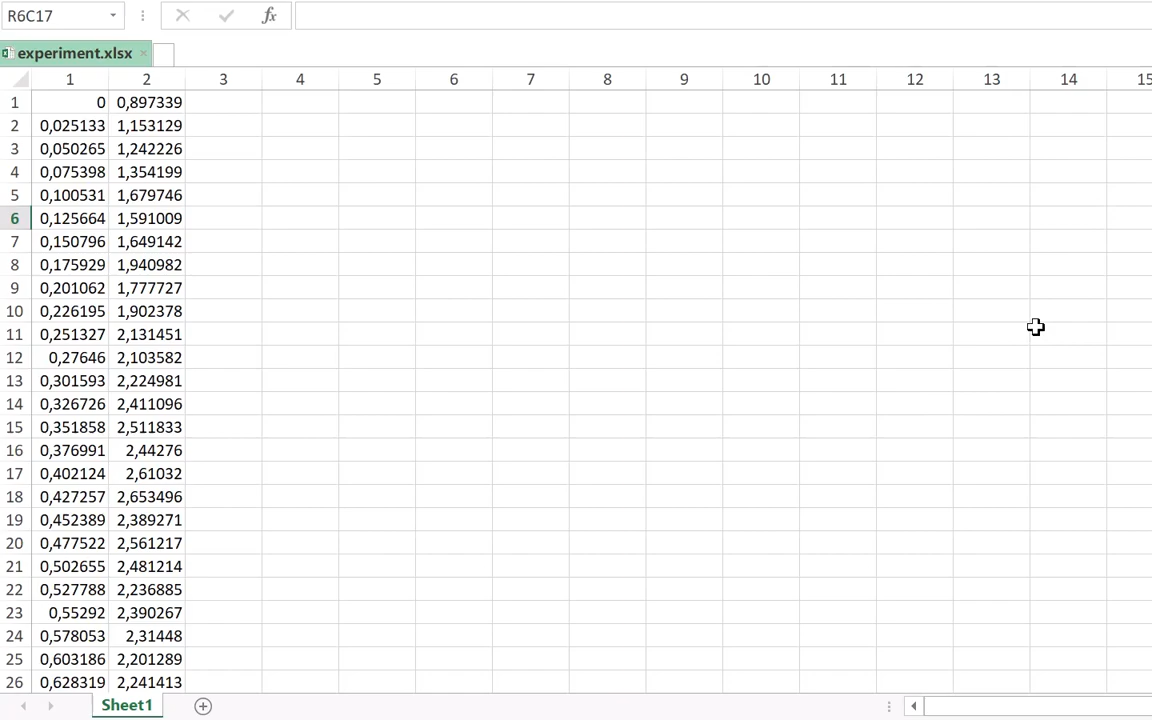 R6C17 fx
experiment.xlsx
1 2 3 4 5 6 7 8 9 10 11 12 13 14 15
1 0 0,897339
2 0,025133 1,153129
3 0,050265 1,242226
4 0,075398 1,354199
5 0,100531 1,679746
6 0,125664 1,591009
7 0,150796 1,649142
8 0,175929 1,940982
9 0,201062 1,777727
10 0,226195 1,902378
11 0,251327 2,131451
12 0,27646 2,103582
13 0,301593 2,224981
14 0,326726 2,411096
15 0,351858 2,511833
16 0,376991 2,44276
17 0,402124 2,61032
18 0,427257 2,653496
19 0,452389 2,389271
20 0,477522 2,561217
21 0,502655 2,481214
22 0,527788 2,236885
23 0,55292 2,390267
24 0,578053 2,31448
25 0,603186 2,201289
26 0,628319 2,241413
Sheet1